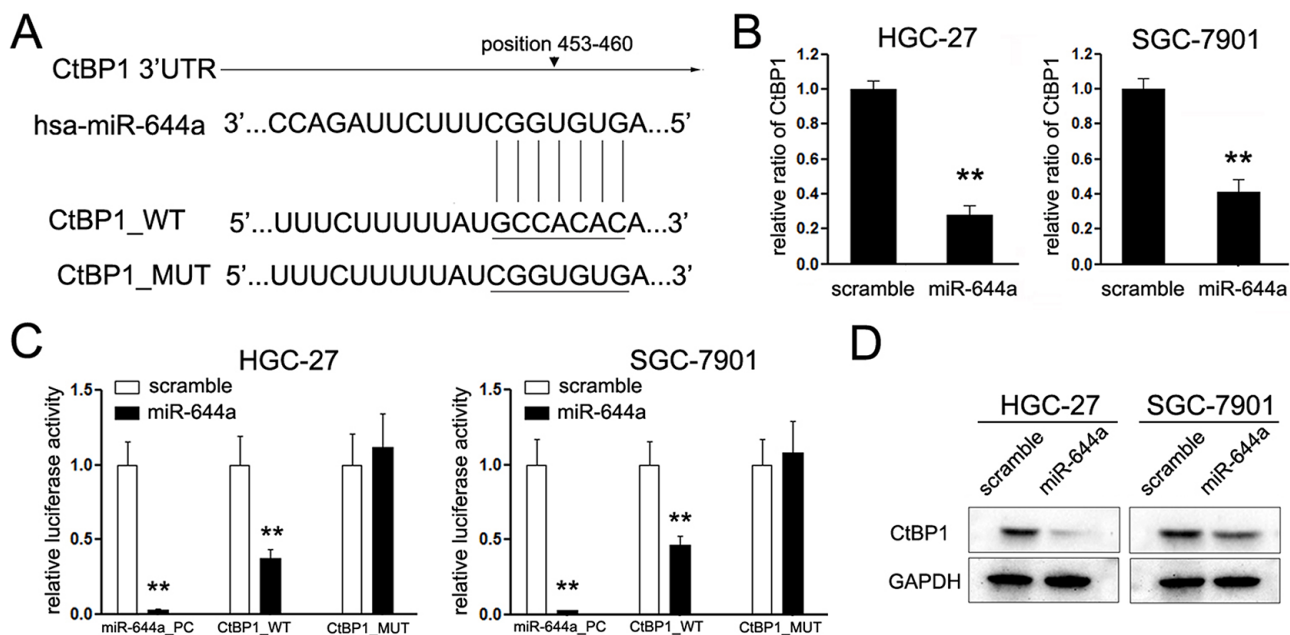 A
position 453-460
CtBP1 3’UTR
hsa-miR-644a 3’...CCAGAUUCUUUCGGUGUGA...5’
CtBP1_WT 5’...UUUCUUUUUAUGCCACACA...3’
CtBP1_MUT 5’...UUUCUUUUUAUCGGUGUGA...3’
B
HGC-27
relative ratio of CtBP1
1.2
1.0
0.8
0.6
0.4
0.2
0.0
**
scramble miR-644a
SGC-7901
relative ratio of CtBP1
1.2
1.0
0.8
0.6
0.4
0.2
0.0
**
scramble miR-644a
C
HGC-27
scramble
miR-644a
relative luciferase activity
1.5
1.0
0.5
0.0
**
**
miR-644a_PC CtBP1_WT CtBP1_MUT
SGC-7901
scramble
miR-644a
relative luciferase activity
1.5
1.0
0.5
0.0
**
**
miR-644a_PC CtBP1_WT CtBP1_MUT
D
HGC-27 SGC-7901
scramble miR-644a scramble miR-644a
CtBP1
GAPDH